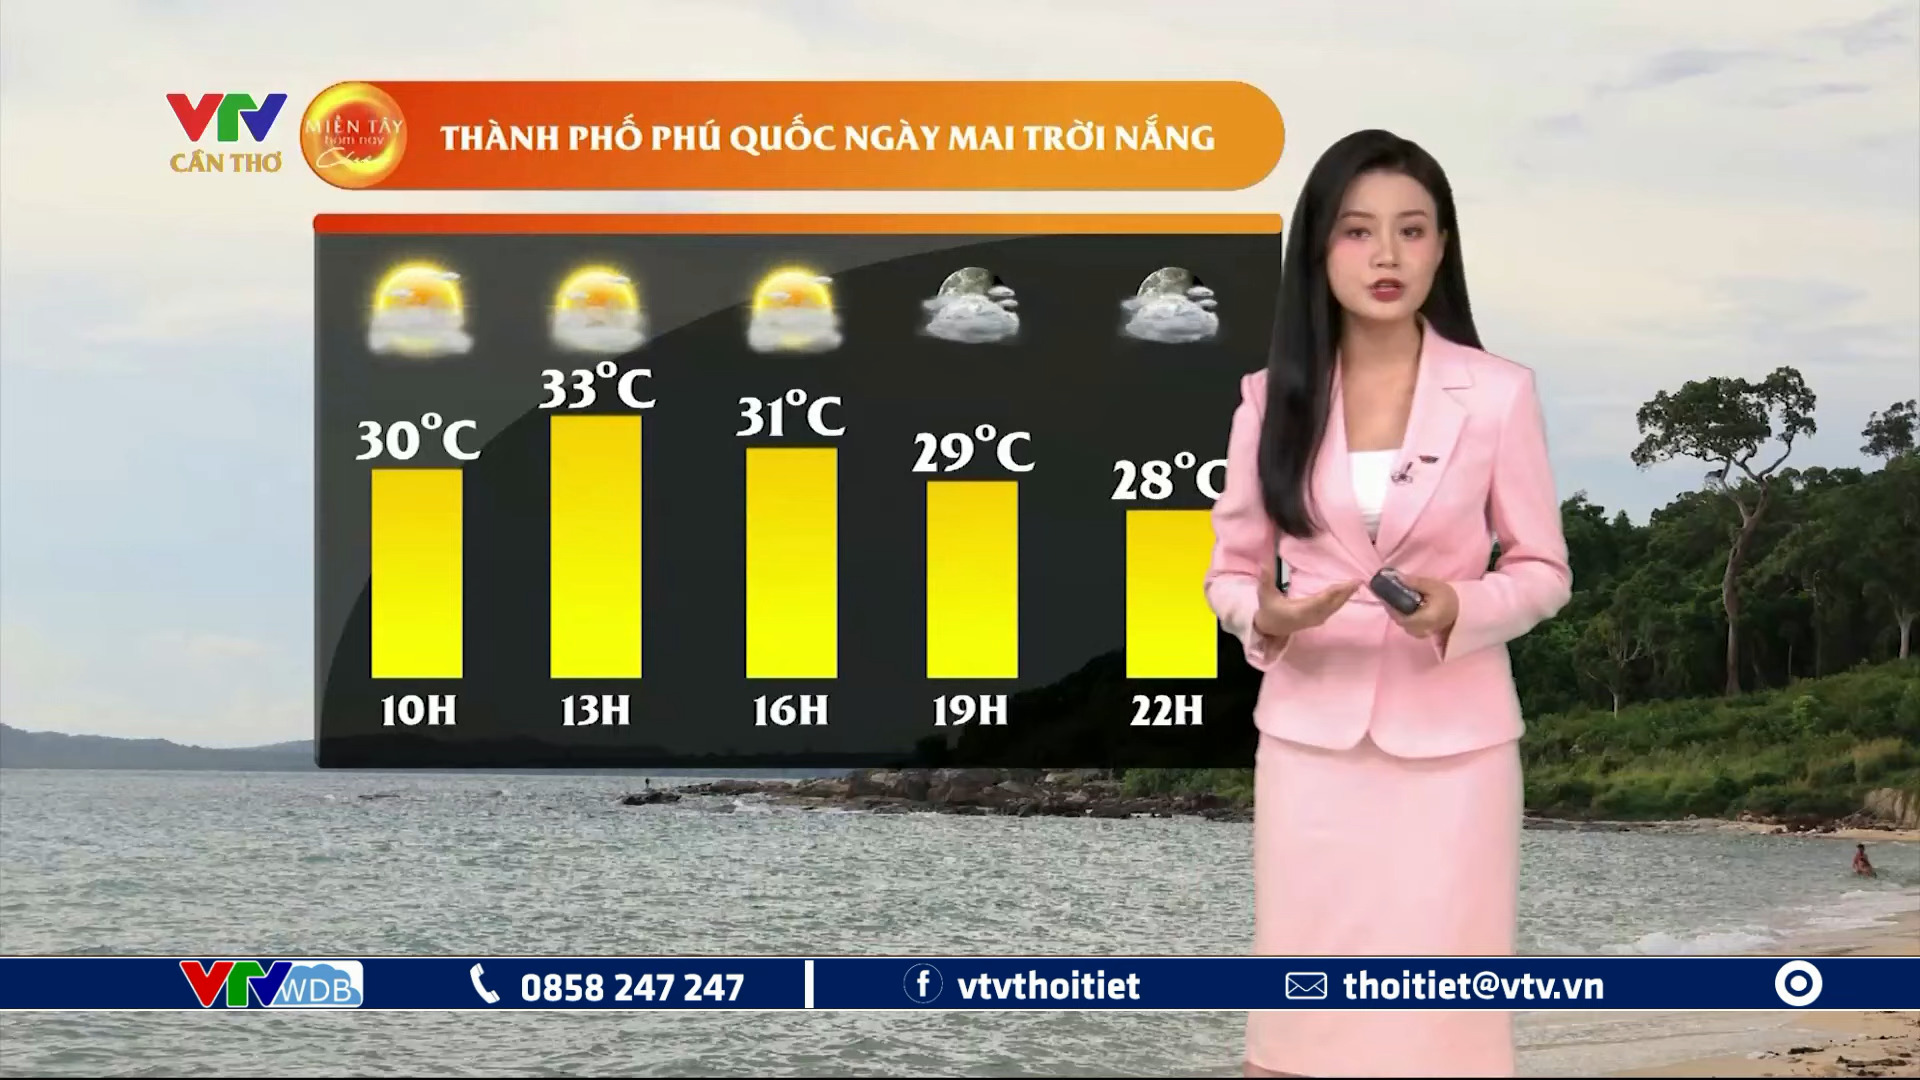 VTV
CẦN THƠ
MIỀN TÂY
hôm nay
THÀNH PHỐ PHÚ QUỐC NGÀY MAI TRỜI NẮNG
30°C
33°C
31°C
29°C
28°C
10H
13H
16H
19H
22H
VTV WDB
0858 247 247
vtvthoitiet
thoitiet@vtv.vn